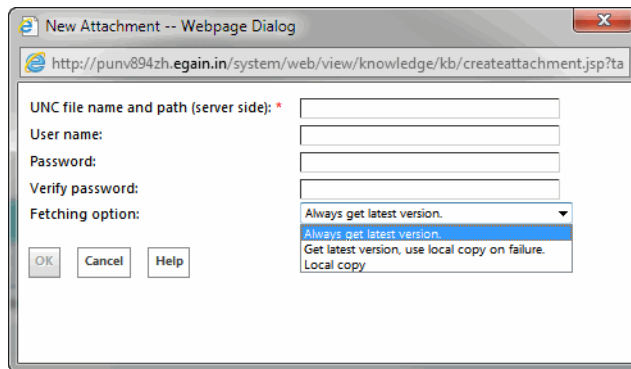 New Attachment -- Webpage Dialog
http://punv894zh.egain.in/system/web/view/knowledge/kb/createattachment.jsp?ta
UNC file name and path (server side): *
User name:
Password:
Verify password:
Fetching option: Always get latest version.
Always get latest version.
Get latest version, use local copy on failure.
Local copy
OK Cancel Help